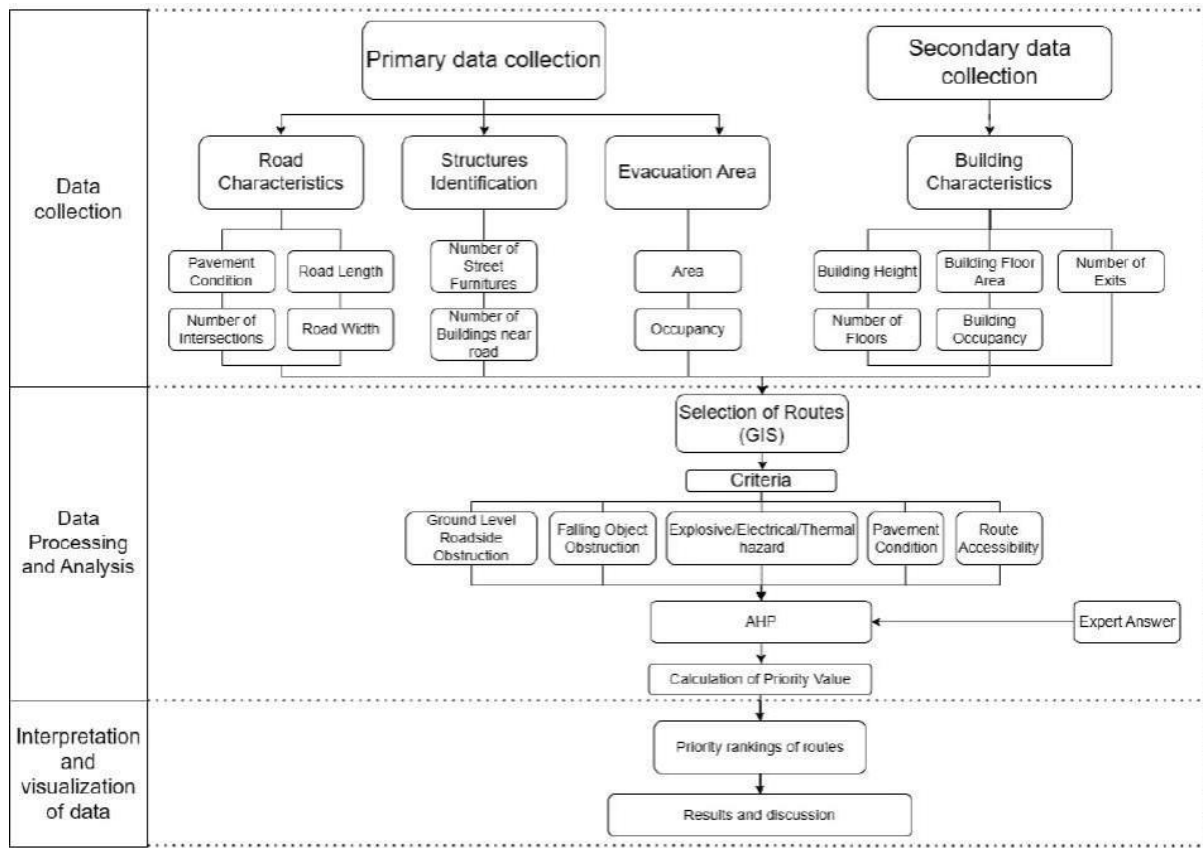 Primary data collection
Secondary data
collection
Data
collection
Road
Characteristics
Structures
Identification
Evacuation Area
Building
Characteristics
Pavement
Condition
Road Length
Number of
Street
Furnitures
Area
Building Height
Building Floor
Area
Number of
Exits
Number of
Intersections
Road Width
Number of
Buildings near
road
Occupancy
Number of
Floors
Building
Occupancy
Data
Processing
and Analysis
Selection of Routes
(GIS)
Criteria
Ground Level
Roadside
Obstruction
Falling Object
Obstruction
Explosive/Electrical/Thermal
hazard
Pavement
Condition
Route
Accessibility
AHP
Expert Answer
Calculation of Priority Value
Interpretation
and
visualization
of data
Priority rankings of routes
Results and discussion